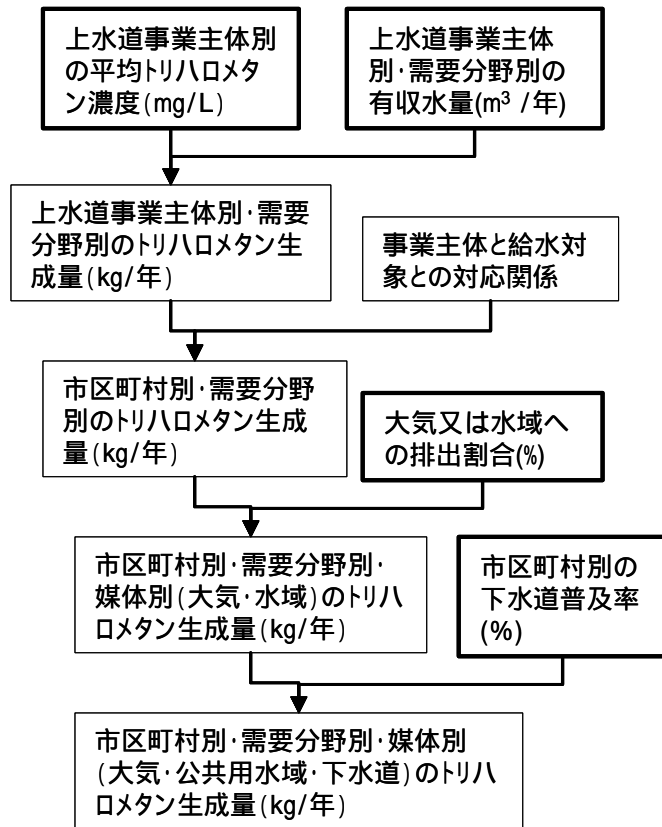 上水道事業主体別
の平均トリハロメタ
ン濃度(mg/L)
上水道事業主体
別・需要分野別の
有収水量(m³ /年)
上水道事業主体別・需要
分野別のトリハロメタン生
成量(kg/年)
事業主体と給水対
象との対応関係
市区町村別・需要分野
別のトリハロメタン生成
量(kg/年)
大気又は水域へ
の排出割合(%)
市区町村別・需要分野別・
媒体別(大気・水域)のトリハ
ロメタン生成量(kg/年)
市区町村別の
下水道普及率
(%)
市区町村別・需要分野別・媒体別
(大気・公共用水域・下水道)のトリハ
ロメタン生成量(kg/年)